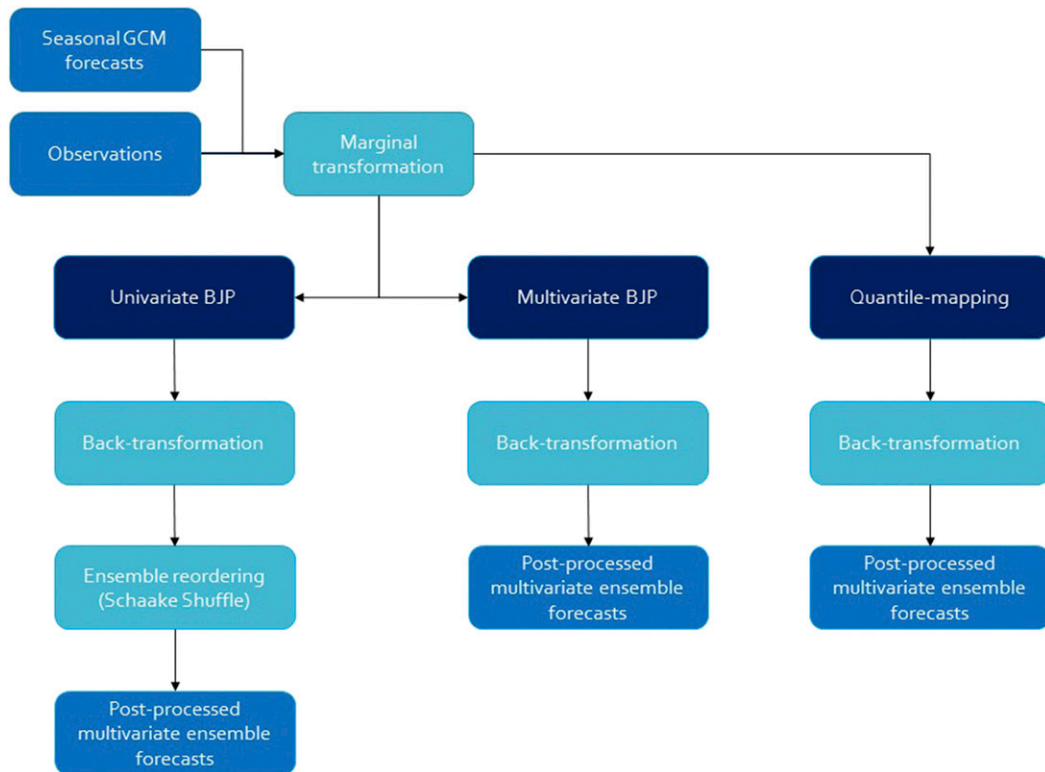 Seasonal GCM
forecasts
Observations
Marginal
transformation
Univariate BJP
Multivariate BJP
Quantile-mapping
Back-transformation
Back-transformation
Back-transformation
Ensemble reordering
(Schaake Shuffle)
Post-processed
multivariate ensemble
forecasts
Post-processed
multivariate ensemble
forecasts
Post-processed
multivariate ensemble
forecasts